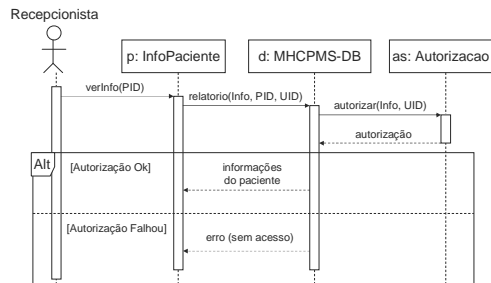 Recepcionista
p: InfoPaciente
d: MHCPMS-DB
as: Autorizacao
verInfo(PID)
relatorio(Info, PID, UID)
autorizar(Info, UID)
autorização
Alt
[Autorização Ok]
informações
do paciente
[Autorização Falhou]
erro (sem acesso)